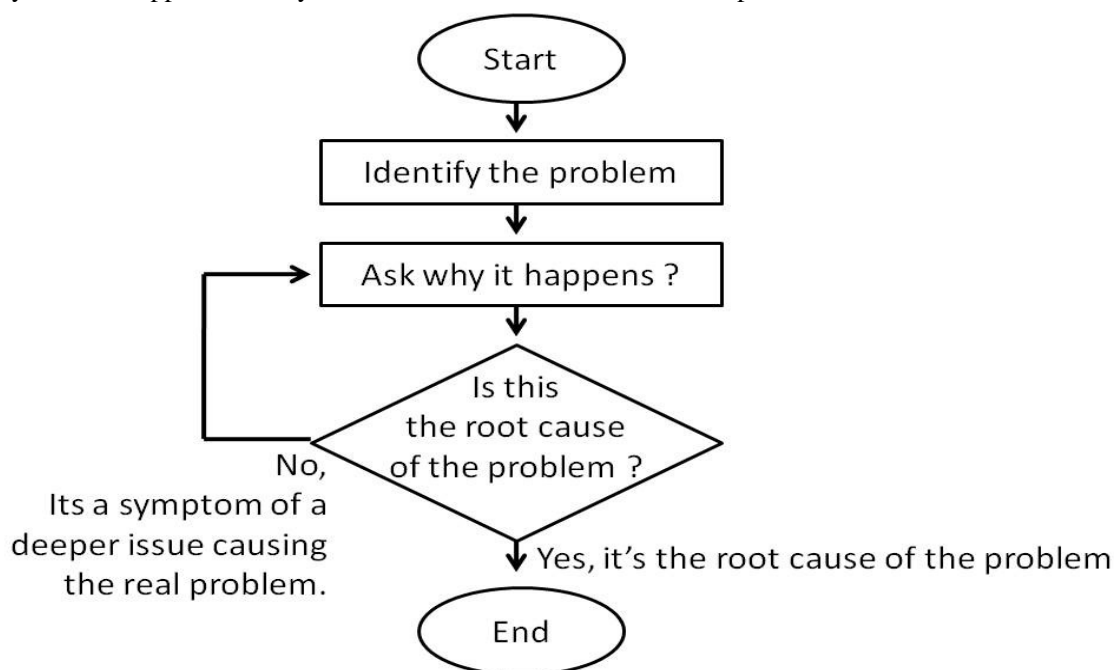 Start
Identify the problem
Ask why it happens ?
Is this
the root cause
of the problem ?
No,
Its a symptom of a
deeper issue causing
the real problem.
Yes, it's the root cause of the problem
End